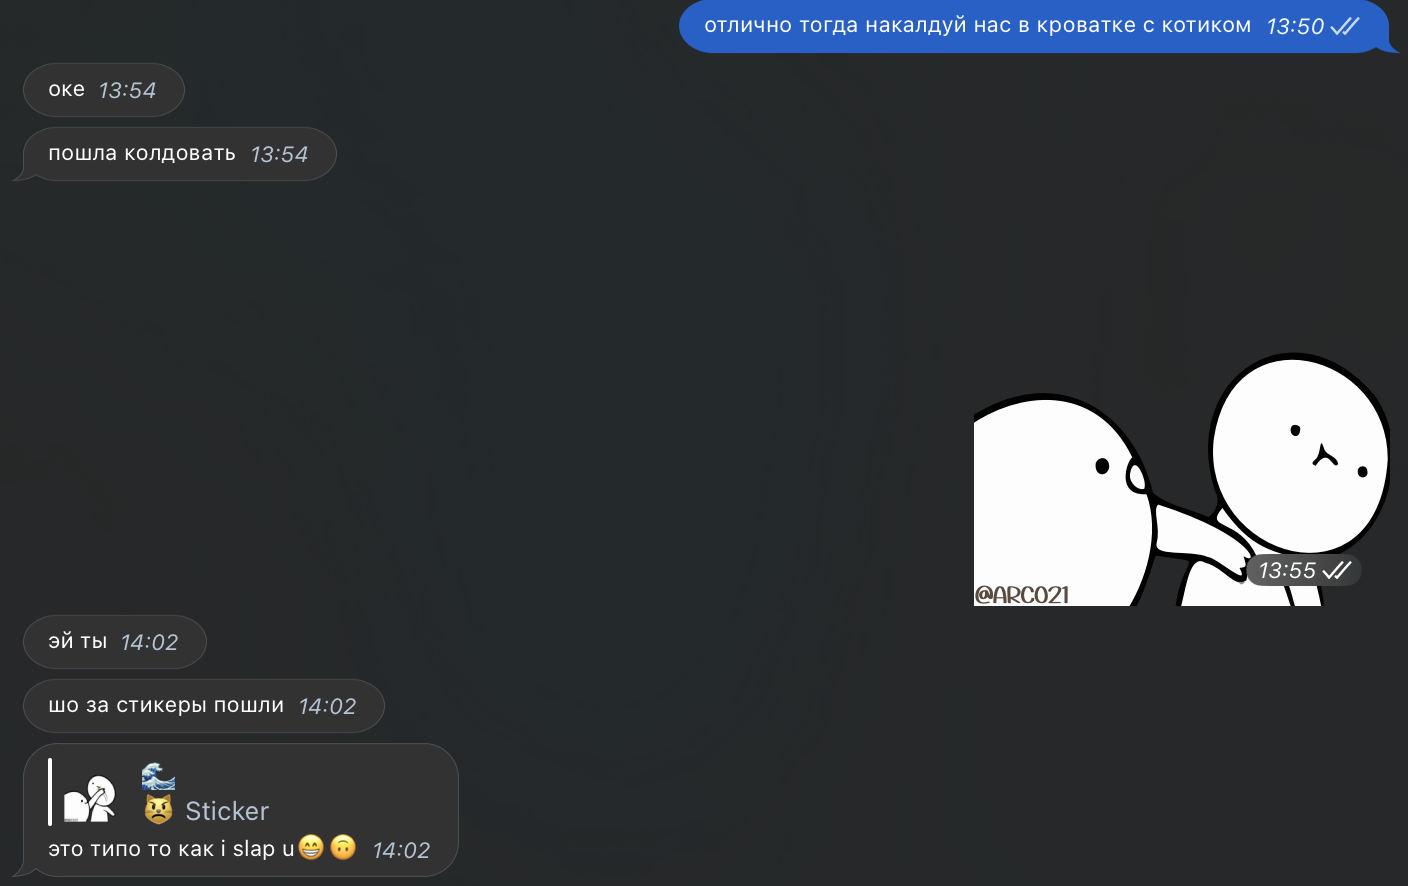 отлично тогда накалдуй нас в кроватке с котиком 13:50
оке 13:54
пошла колдовать 13:54
@ARCO21
13:55
эй ты 14:02
шо за стикеры пошли 14:02
🌊
😾 Sticker
это типо то как i slap u😁🙃 14:02